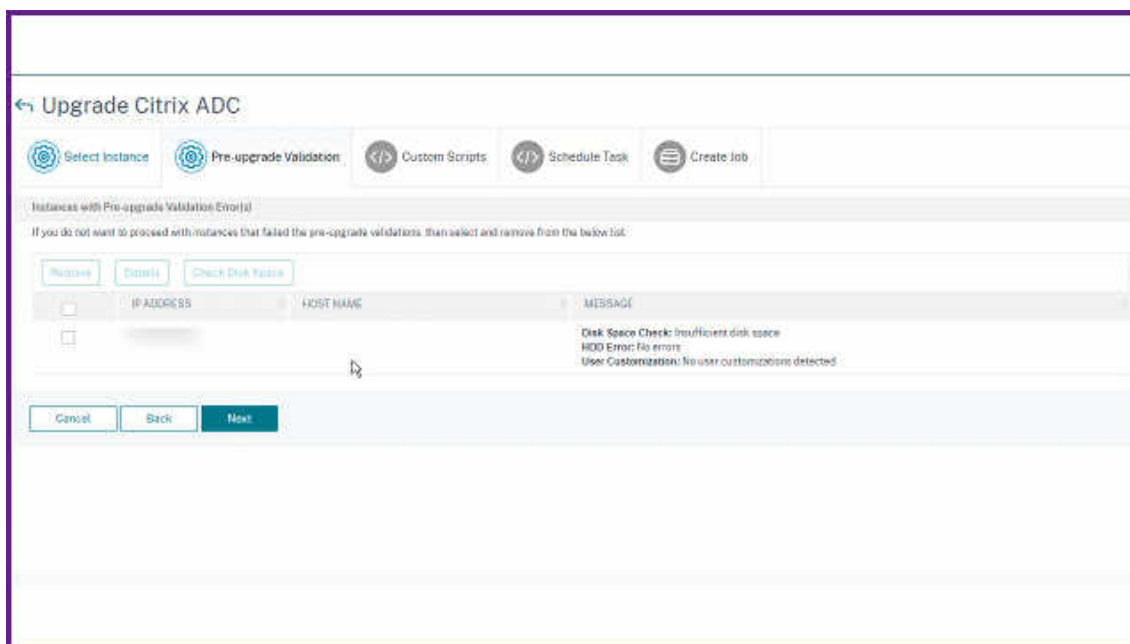 Upgrade Citrix ADC
Select Instance
Pre-upgrade Validation
Custom Scripts
Schedule Task
Create Job
Instances with Pre-upgrade Validation Error(s)
If you do not want to proceed with instances that failed the pre-upgrade validations, then select and remove from the below list.
Remove Details Check Disk Space
IP ADDRESS HOST NAME MESSAGE
Disk Space Check: Insufficient disk space
HDD Error: No errors
User Customization: No user customizations detected
Cancel Back Next